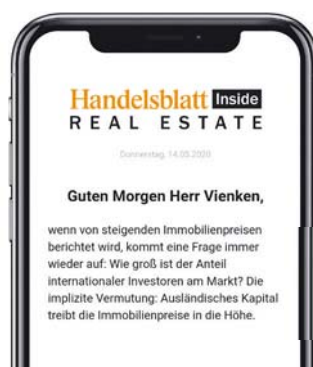 Handelsblatt Inside
REAL ESTATE
Donnerstag, 14.05.2020
Guten Morgen Herr Vienken,
wenn von steigenden Immobilienpreisen
berichtet wird, kommt eine Frage immer
wieder auf: Wie groß ist der Anteil
internationaler Investoren am Markt? Die
implizite Vermutung: Ausländisches Kapital
treibt die Immobilienpreise in die Höhe.